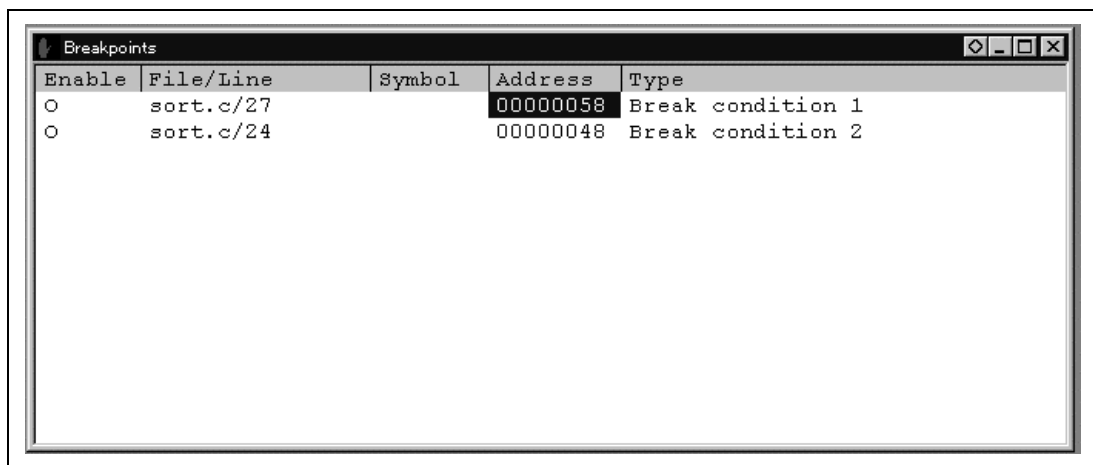 Breakpoints
Enable File/Line Symbol Address Type
O sort.c/27 00000058 Break condition 1
O sort.c/24 00000048 Break condition 2